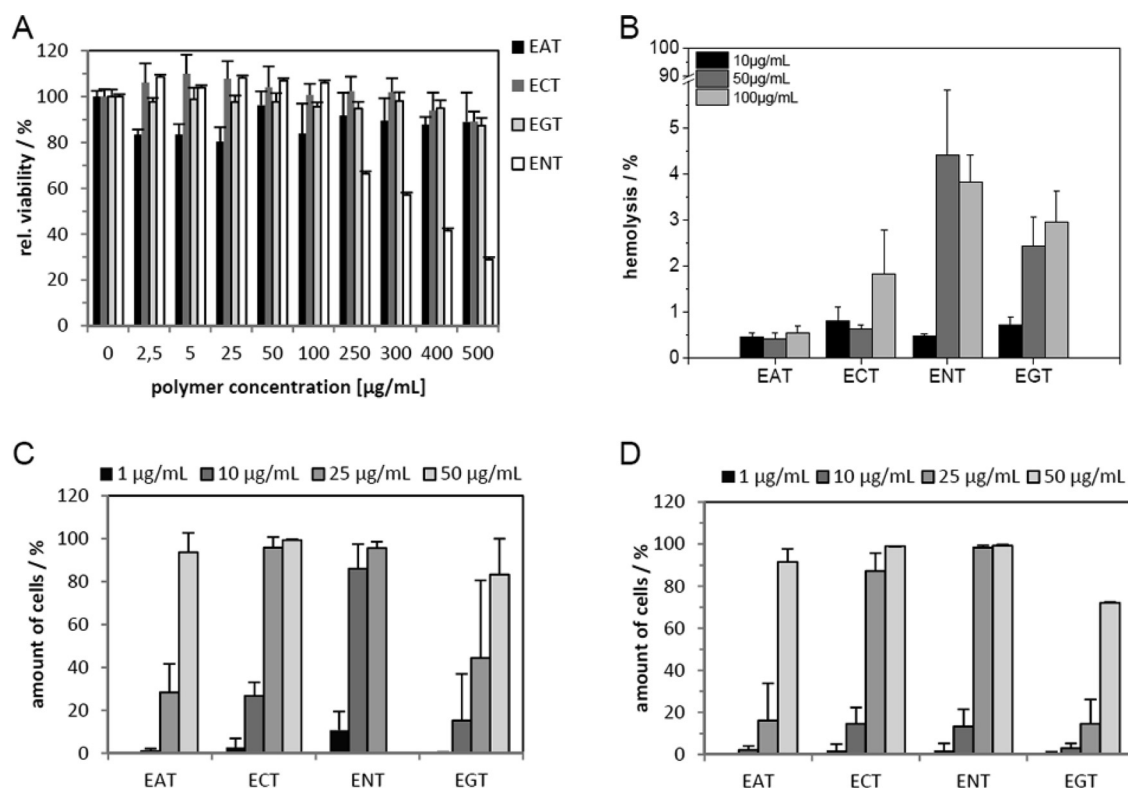 A
120
100
80
60
40
20
0
rel. viability / %
0 2,5 5 25 50 100 250 300 400 500
polymer concentration [µg/mL]
EAT
ECT
EGT
ENT
B
100
90
5
4
3
2
1
0
hemolysis / %
10µg/mL
50µg/mL
100µg/mL
EAT ECT ENT EGT
C
1 µg/mL 10 µg/mL 25 µg/mL 50 µg/mL
120
100
80
60
40
20
0
amount of cells / %
EAT ECT ENT EGT
D
1 µg/mL 10 µg/mL 25 µg/mL 50 µg/mL
120
100
80
60
40
20
0
amount of cells / %
EAT ECT ENT EGT